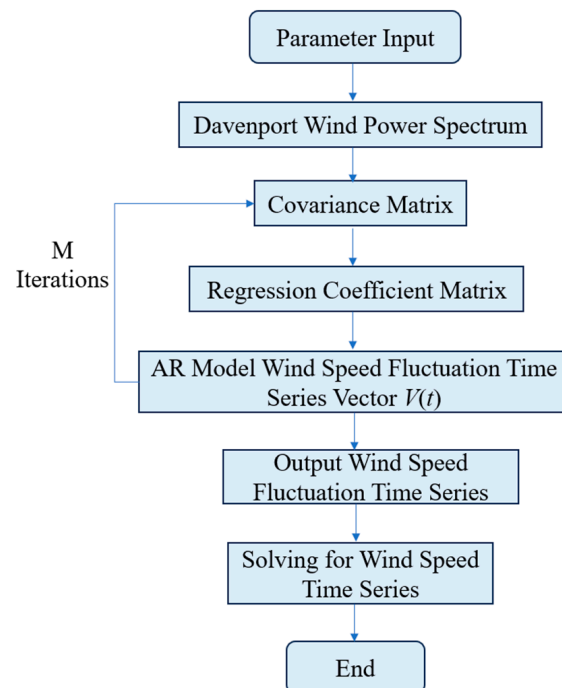 Parameter Input
Davenport Wind Power Spectrum
Covariance Matrix
M
Iterations
Regression Coefficient Matrix
AR Model Wind Speed Fluctuation Time
Series Vector V(t)
Output Wind Speed
Fluctuation Time Series
Solving for Wind Speed
Time Series
End